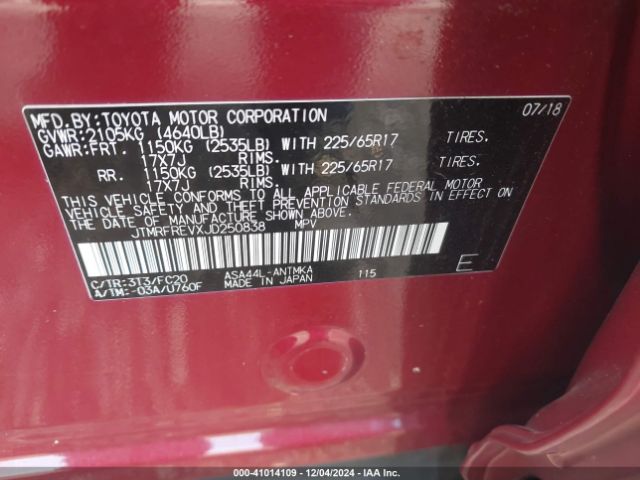 MFD.BY:TOYOTA MOTOR CORPORATION 07/18
GVWR:2105KG (4640LB)
GAWR:FRT. 1150KG (2535LB) WITH 225/65R17 TIRES.
17X7J RIMS.
RR. 1150KG (2535LB) WITH 225/65R17 TIRES.
17X7J RIMS.
THIS VEHICLE CONFORMS TO ALL APPLICABLE FEDERAL MOTOR
VEHICLE SAFETY AND THEFT PREVENTION STANDARDS IN EFFECT ON
THE DATE OF MANUFACTURE SHOWN ABOVE.
JTMRFREVXJD250838 MPV
C/TR:3T3/FC20 ASA44L-ANTMKA 115 E
A/TM:-03A/U760F MADE IN JAPAN
000-41014109 - 12/04/2024 - IAA Inc.